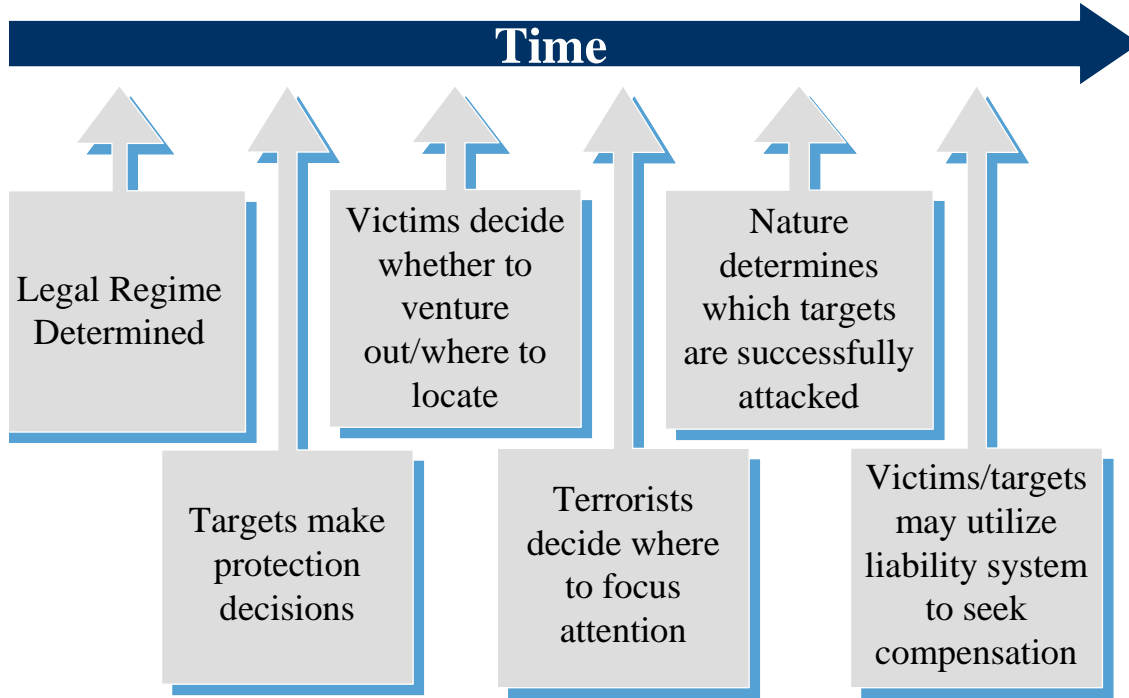 Time
Legal Regime
Determined
Targets make
protection
decisions
Victims decide
whether to
venture
out/where to
locate
Terrorists
decide where
to focus
attention
Nature
determines
which targets
are successfully
attacked
Victims/targets
may utilize
liability system
to seek
compensation